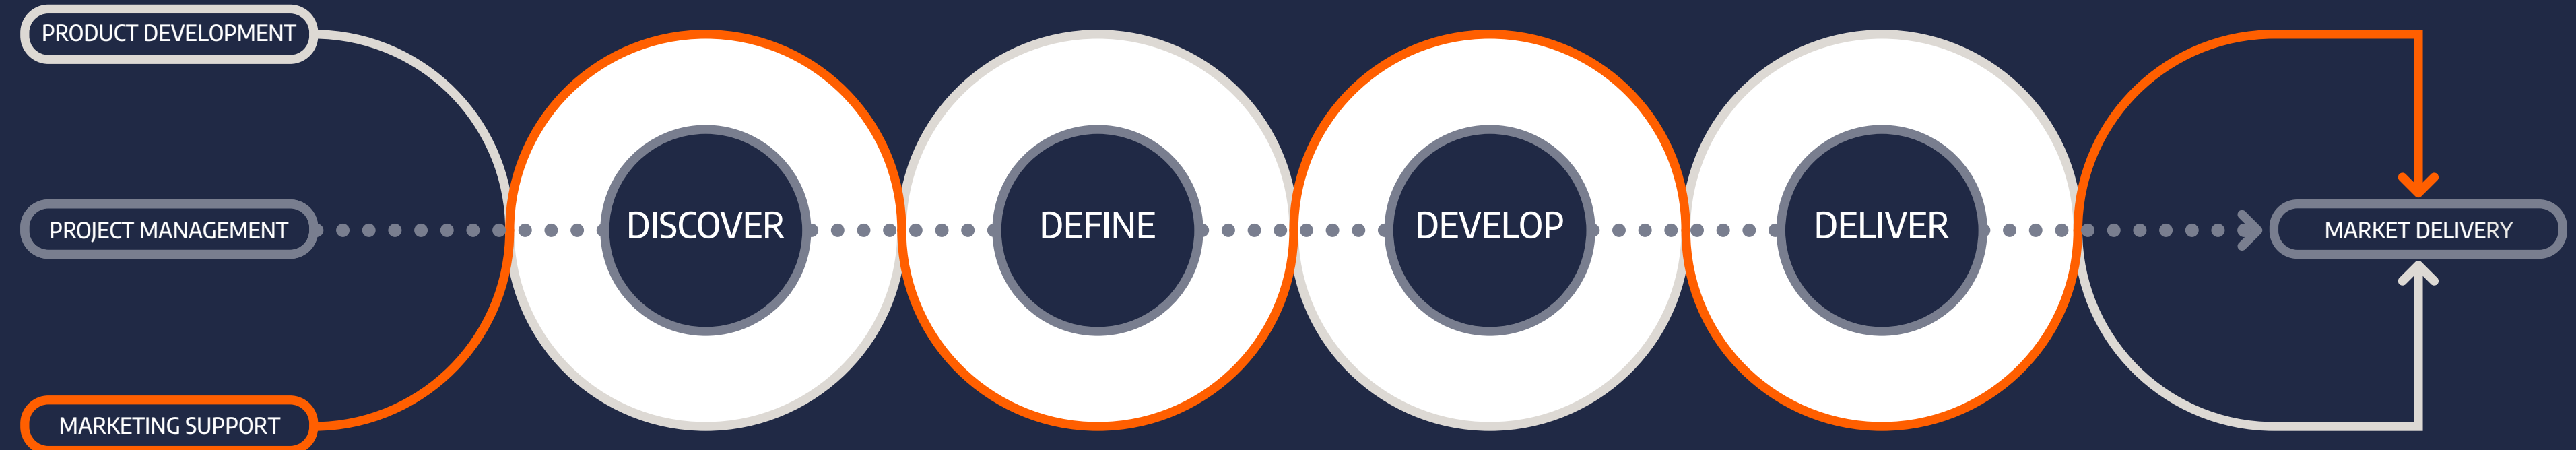 PRODUCT DEVELOPMENT
PROJECT MANAGEMENT
MARKETING SUPPORT
DISCOVER
DEFINE
DEVELOP
DELIVER
MARKET DELIVERY